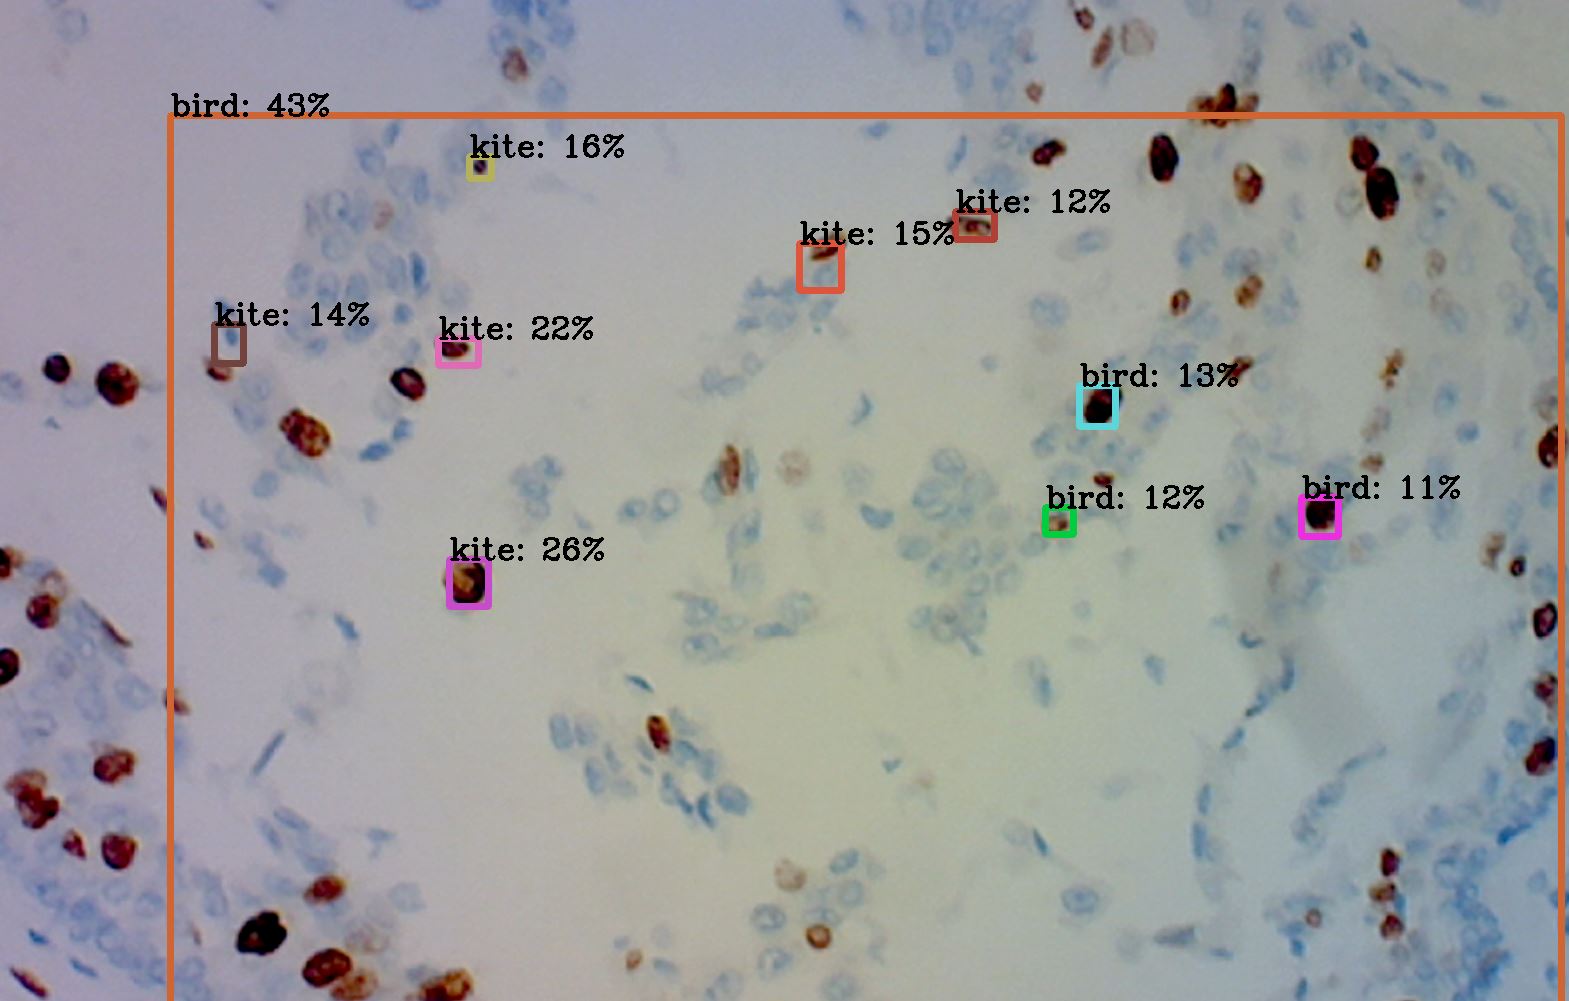 bird: 43%
kite: 16%
kite: 12%
kite: 15%
kite: 14%
kite: 22%
bird: 13%
bird: 11%
bird: 12%
kite: 26%